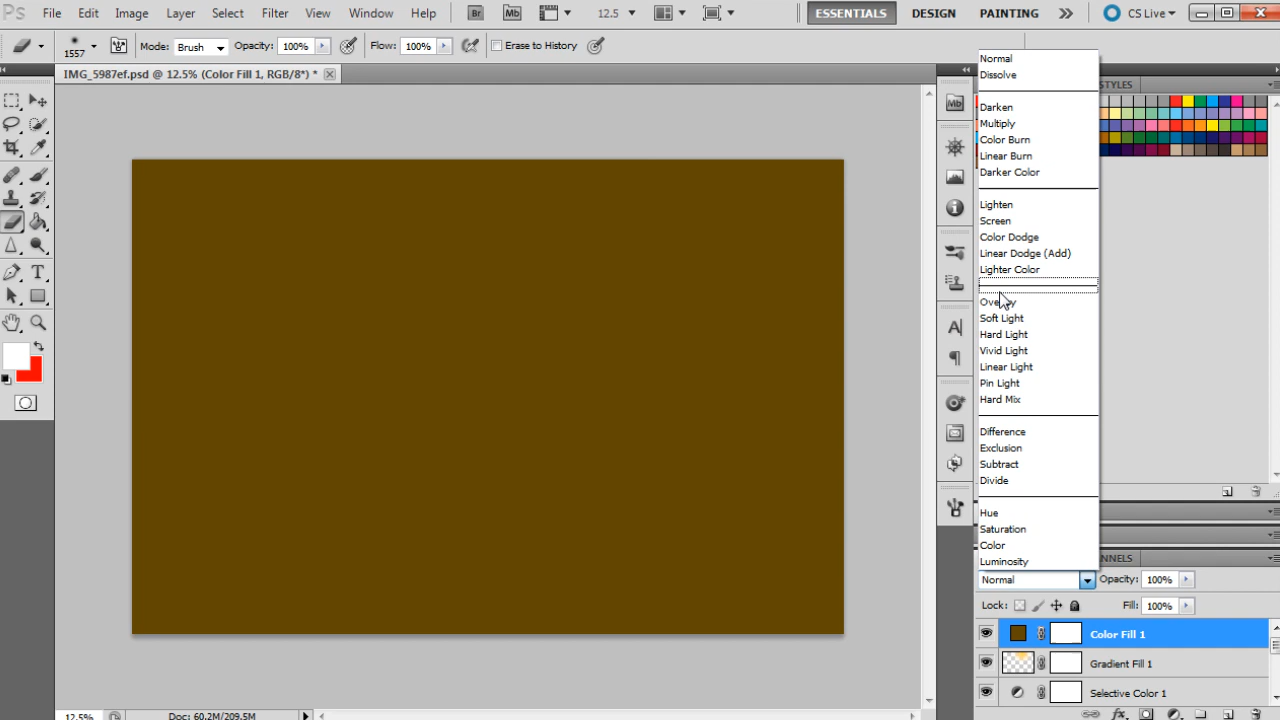 Ps File Edit Image Layer Select Filter View Window Help Br Mb 12.5 ESSENTIALS DESIGN PAINTING CS Live
1557 Mode: Brush Opacity: 100% Flow: 100% Erase to History
IMG_5987ef.psd @ 12.5% (Color Fill 1, RGB/8*) *
STYLES
Mb
Normal
Dissolve
Darken
Multiply
Color Burn
Linear Burn
Darker Color
Lighten
Screen
Color Dodge
Linear Dodge (Add)
Lighter Color
Overlay
Soft Light
Hard Light
Vivid Light
Linear Light
Pin Light
Hard Mix
Difference
Exclusion
Subtract
Divide
Hue
Saturation
Color
Luminosity
Normal Opacity: 100%
Lock: Fill: 100%
Color Fill 1
Gradient Fill 1
Selective Color 1
12.5% Doc: 60.2M/209.5M